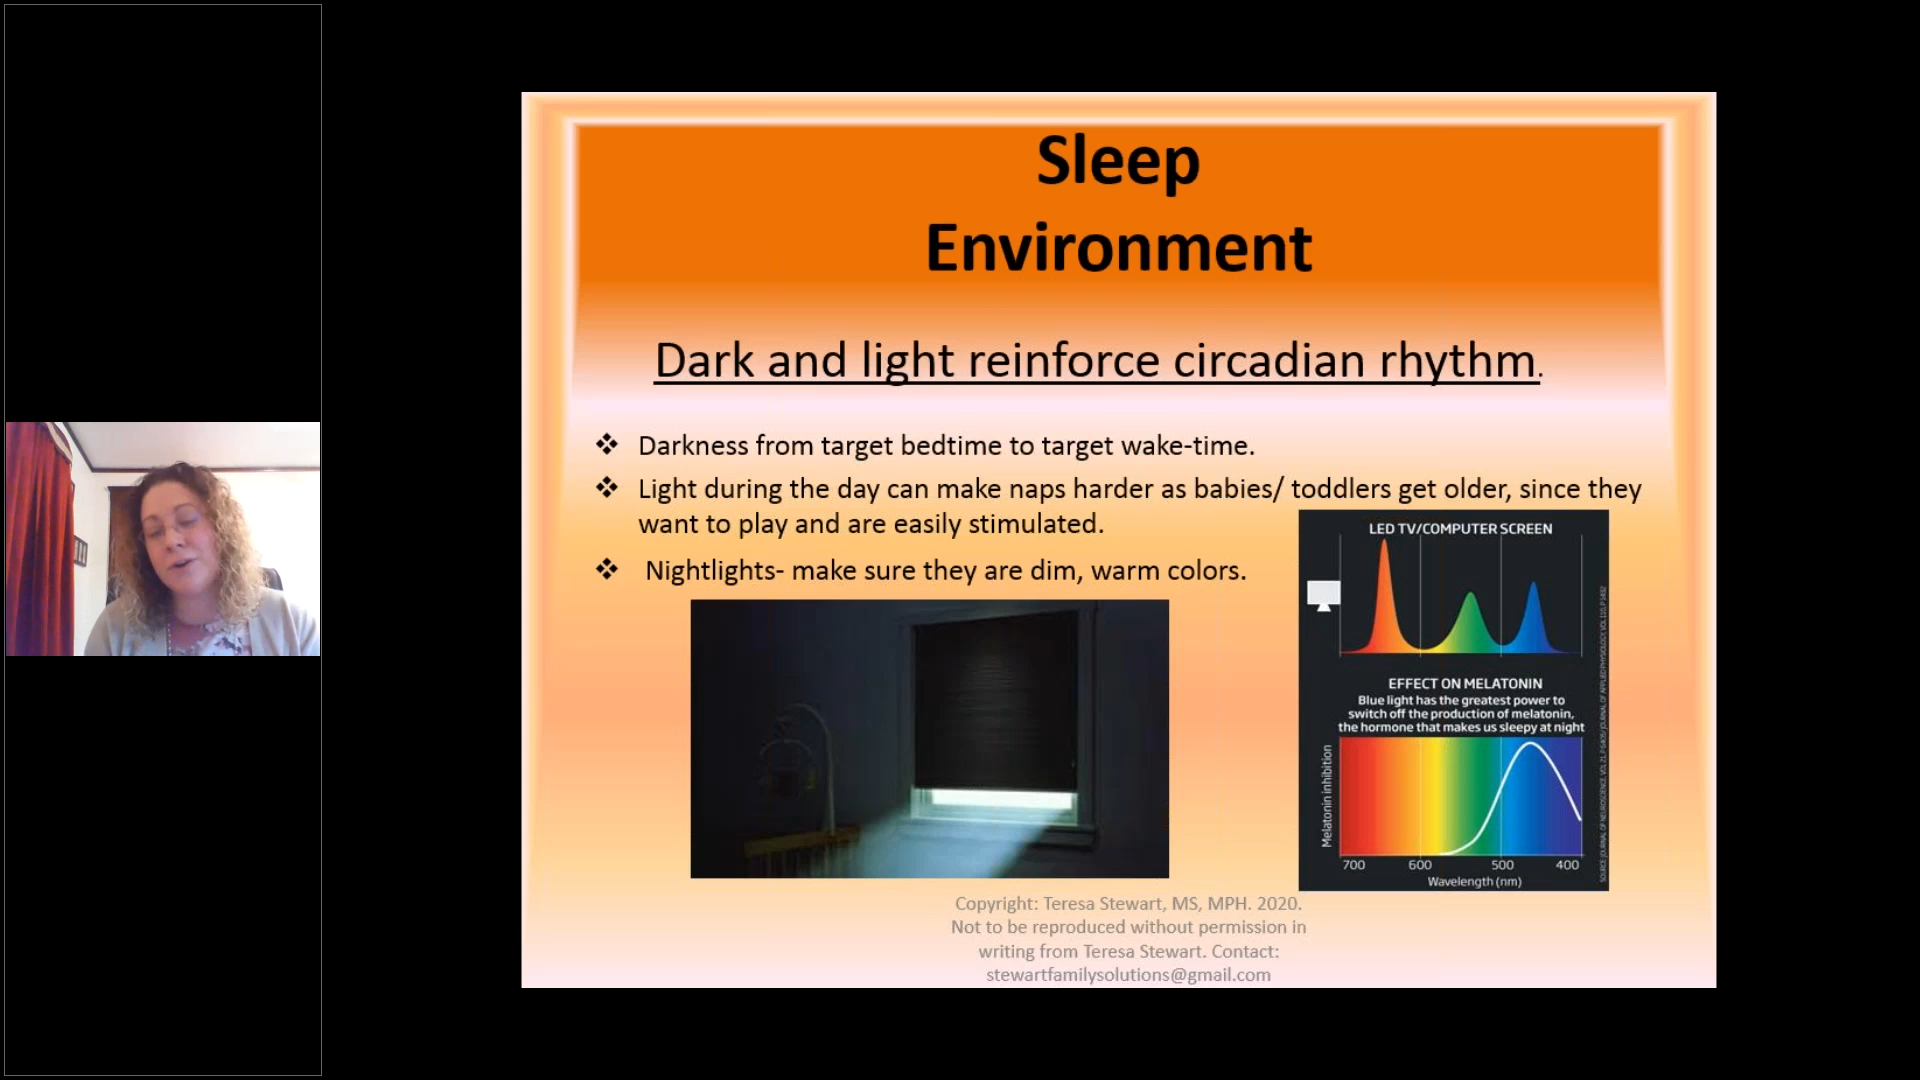 Sleep
Environment
Dark and light reinforce circadian rhythm.
❖ Darkness from target bedtime to target wake-time.
❖ Light during the day can make naps harder as babies/ toddlers get older, since they
want to play and are easily stimulated.
❖ Nightlights- make sure they are dim, warm colors.
LED TV/COMPUTER SCREEN
EFFECT ON MELATONIN
Blue light has the greatest power to
switch off the production of melatonin,
the hormone that makes us sleepy at night
Melatonin inhibition
700 600 500 400
Wavelength (nm)
Copyright: Teresa Stewart, MS, MPH. 2020.
Not to be reproduced without permission in
writing from Teresa Stewart. Contact:
stewartfamilysolutions@gmail.com